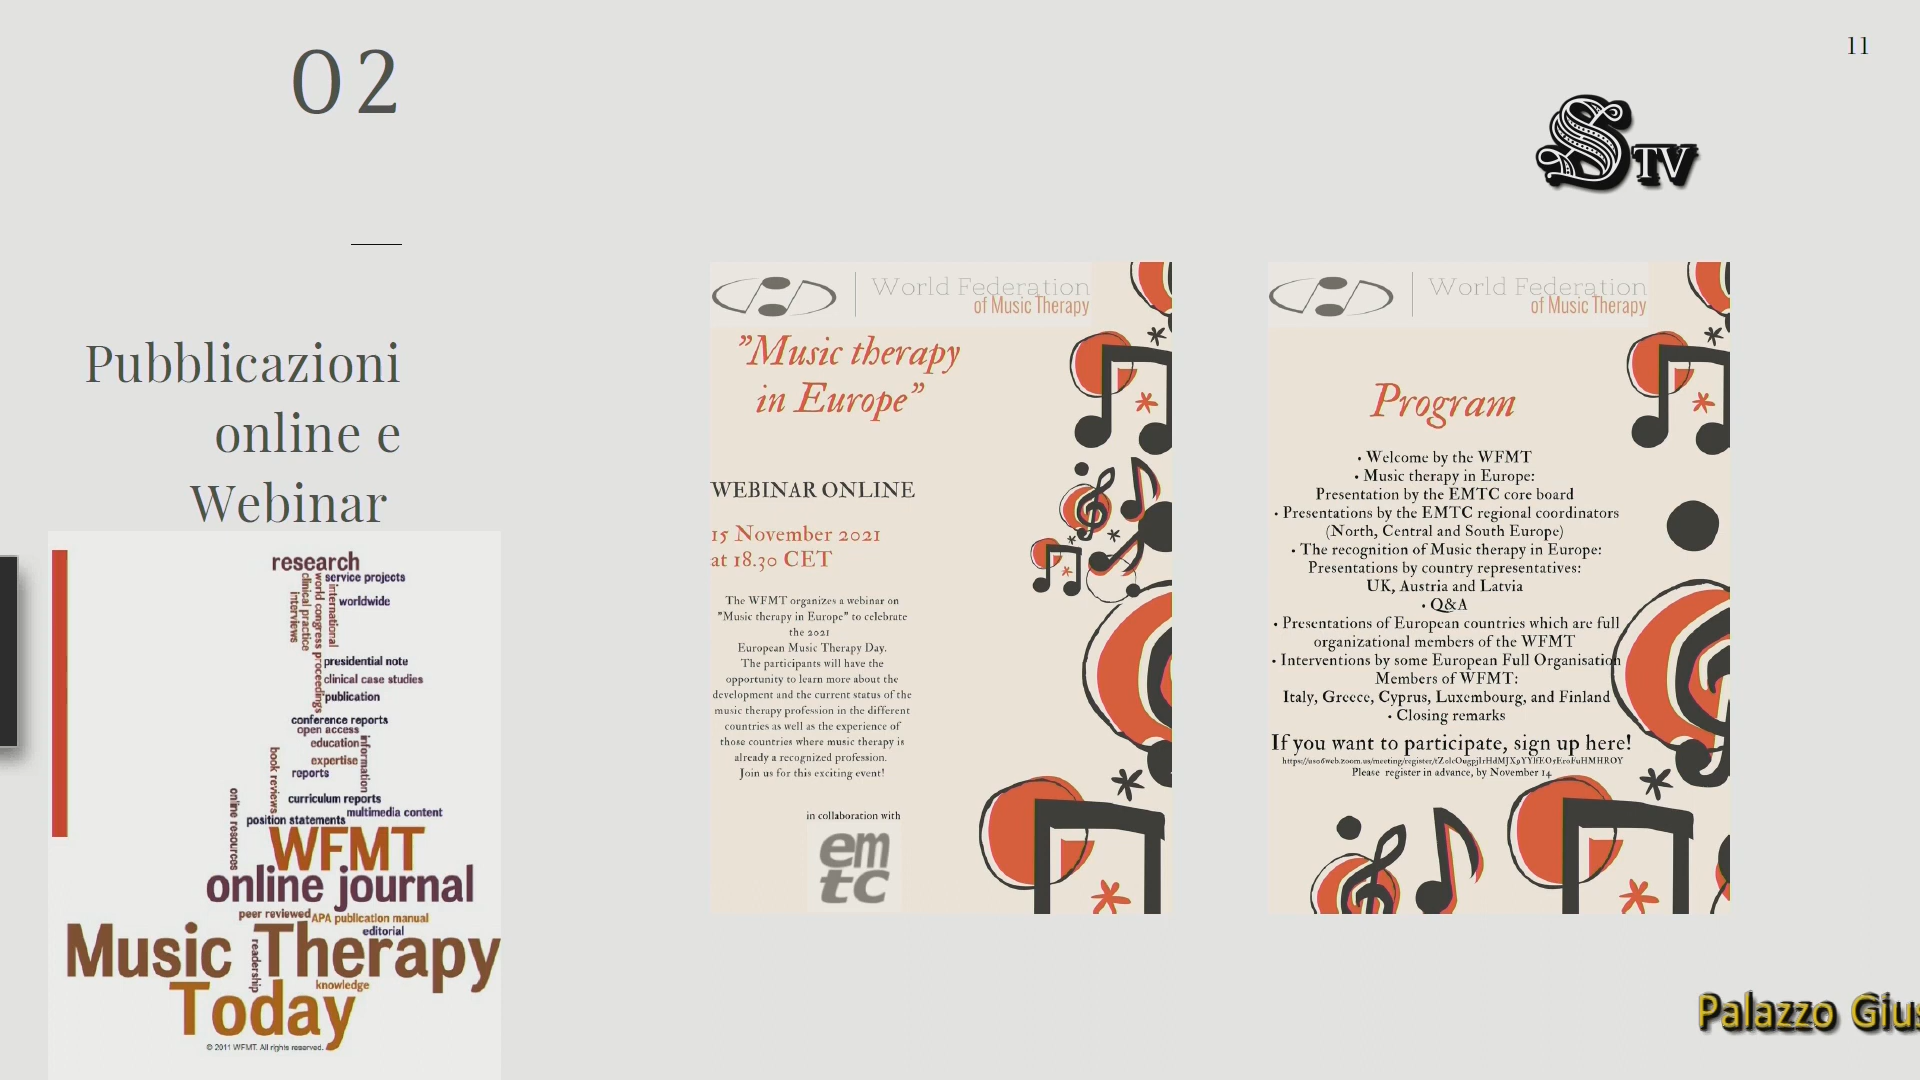 02
11
S TV
Pubblicazioni
online e
Webinar
research
service projects
worldwide
international
world congress proceedings
clinical practice
interviews
presidential note
clinical case studies
publication
conference reports
open access
education
expertise
information
reports
book reviews
curriculum reports
multimedia content
position statements
online resources
WFMT
online journal
peer reviewed
APA publication manual
editorial
Music Therapy
readership
knowledge
Today
© 2011 WFMT. All rights reserved.
World Federation
of Music Therapy
"Music therapy
in Europe"
WEBINAR ONLINE
15 November 2021
at 18.30 CET
The WFMT organizes a webinar on
"Music therapy in Europe" to celebrate
the 2021
European Music Therapy Day.
The participants will have the
opportunity to learn more about the
development and the current status of the
music therapy profession in the different
countries as well as the experience of
those countries where music therapy is
already a recognized profession.
Join us for this exciting event!
in collaboration with
em
tc
World Federation
of Music Therapy
Program
• Welcome by the WFMT
• Music therapy in Europe:
Presentation by the EMTC core board
• Presentations by the EMTC regional coordinators
(North, Central and South Europe)
• The recognition of Music therapy in Europe:
Presentations by country representatives:
UK, Austria and Latvia
• Q&A
• Presentations of European countries which are full
organizational members of the WFMT
• Interventions by some European Full Organisation
Members of WFMT:
Italy, Greece, Cyprus, Luxembourg, and Finland
• Closing remarks
If you want to participate, sign up here!
Please register in advance, by November 14
Palazzo Gius